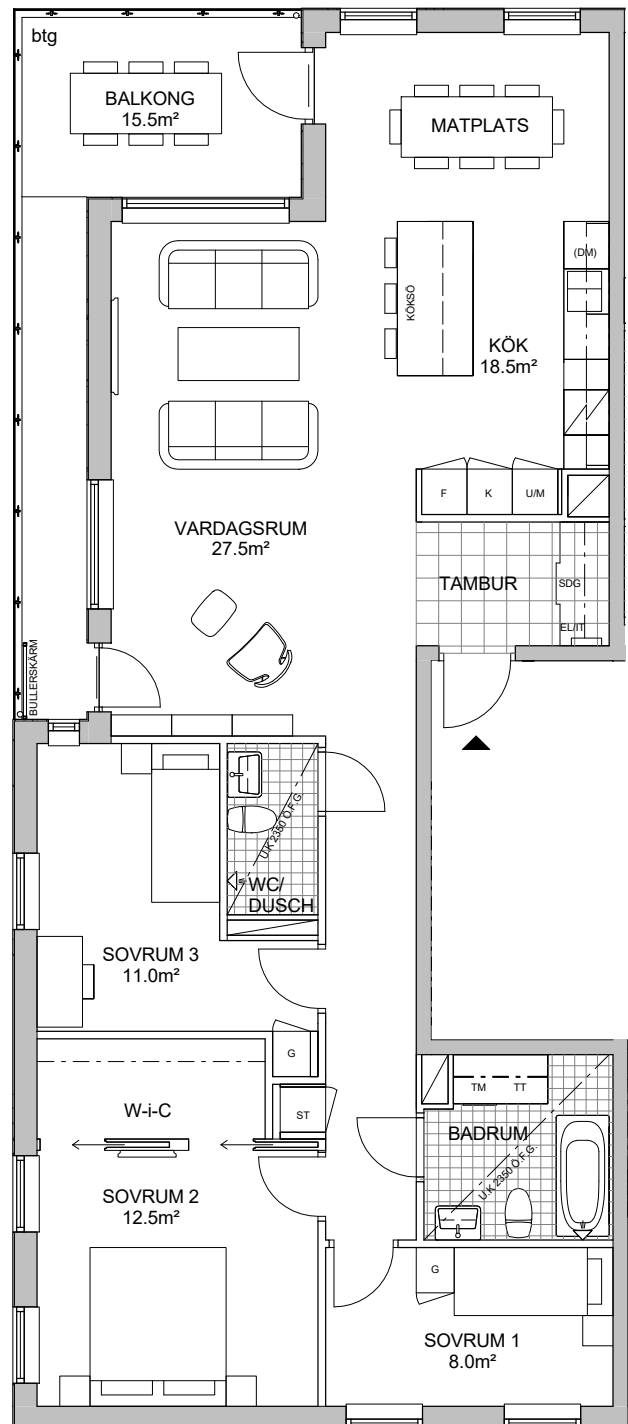 btg
BALKONG
15.5m²
MATPLATS
(DM)
KÖKSÖ
KÖK
18.5m²
F
K
U/M
VARDAGSRUM
27.5m²
TAMBUR
SDG
EL/IT
BULLERSKÄRM
U.K 2350 Ö.F.G
WC/
DUSCH
SOVRUM 3
11.0m²
G
ST
W-i-C
TM
TT
BADRUM
U.K 2350 Ö.F.G.
SOVRUM 2
12.5m²
G
SOVRUM 1
8.0m²